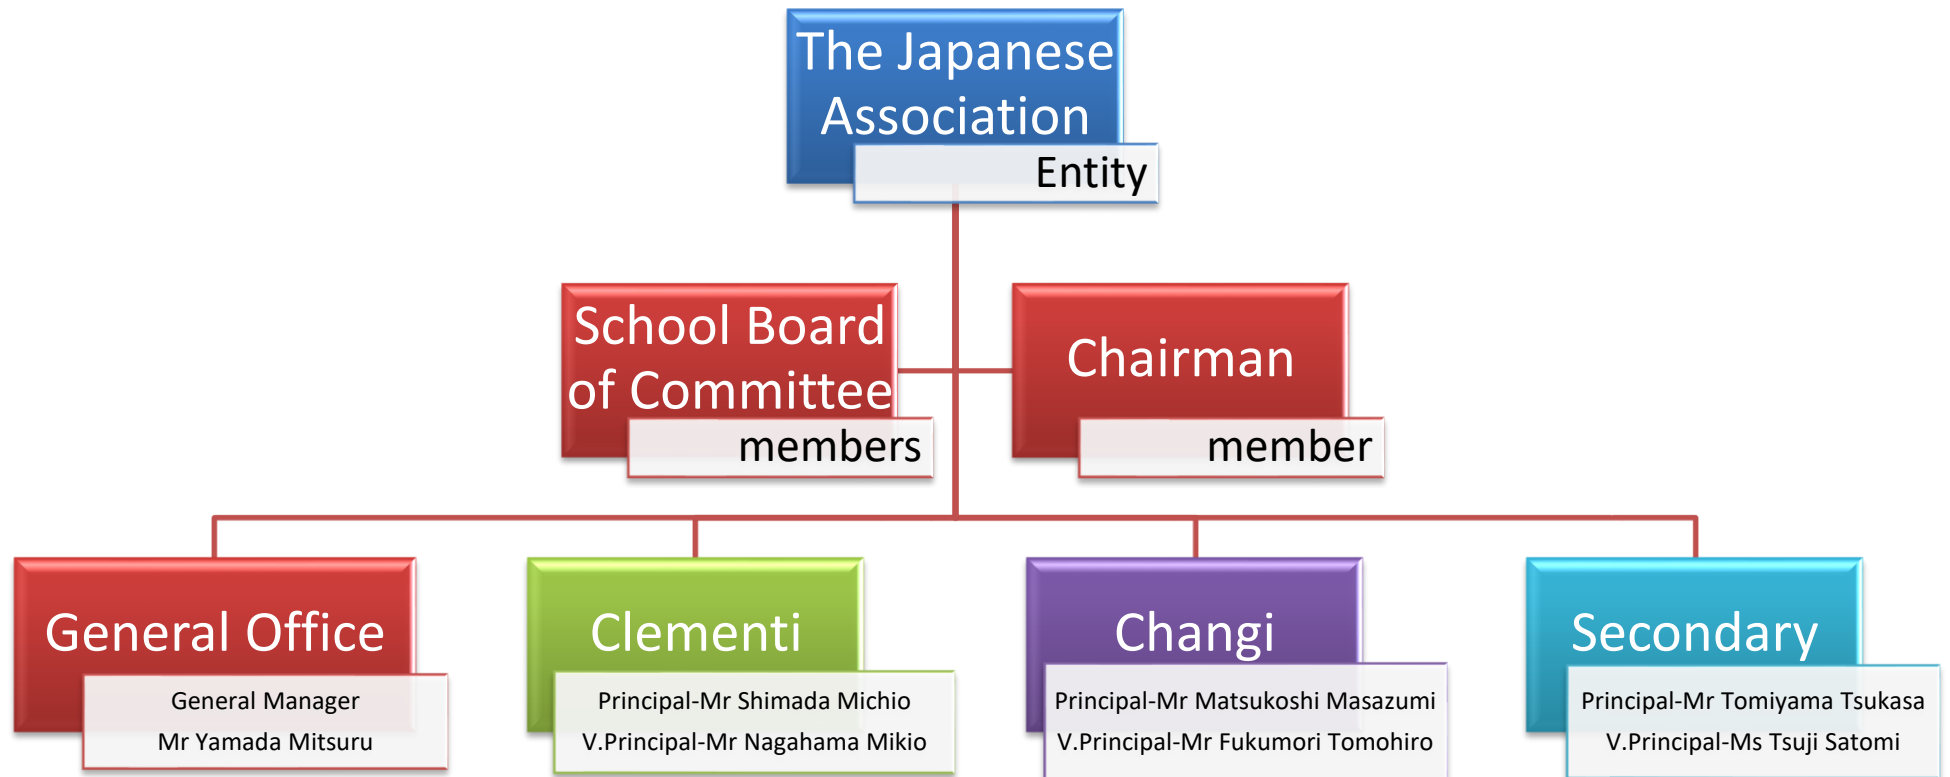 The Japanese
Association
Entity
School Board
of Committee
members
Chairman
member
General Office
General Manager
Mr Yamada Mitsuru
Clementi
Principal-Mr Shimada Michio
V.Principal-Mr Nagahama Mikio
Changi
Principal-Mr Matsukoshi Masazumi
V.Principal-Mr Fukumori Tomohiro
Secondary
Principal-Mr Tomiyama Tsukasa
V.Principal-Ms Tsuji Satomi